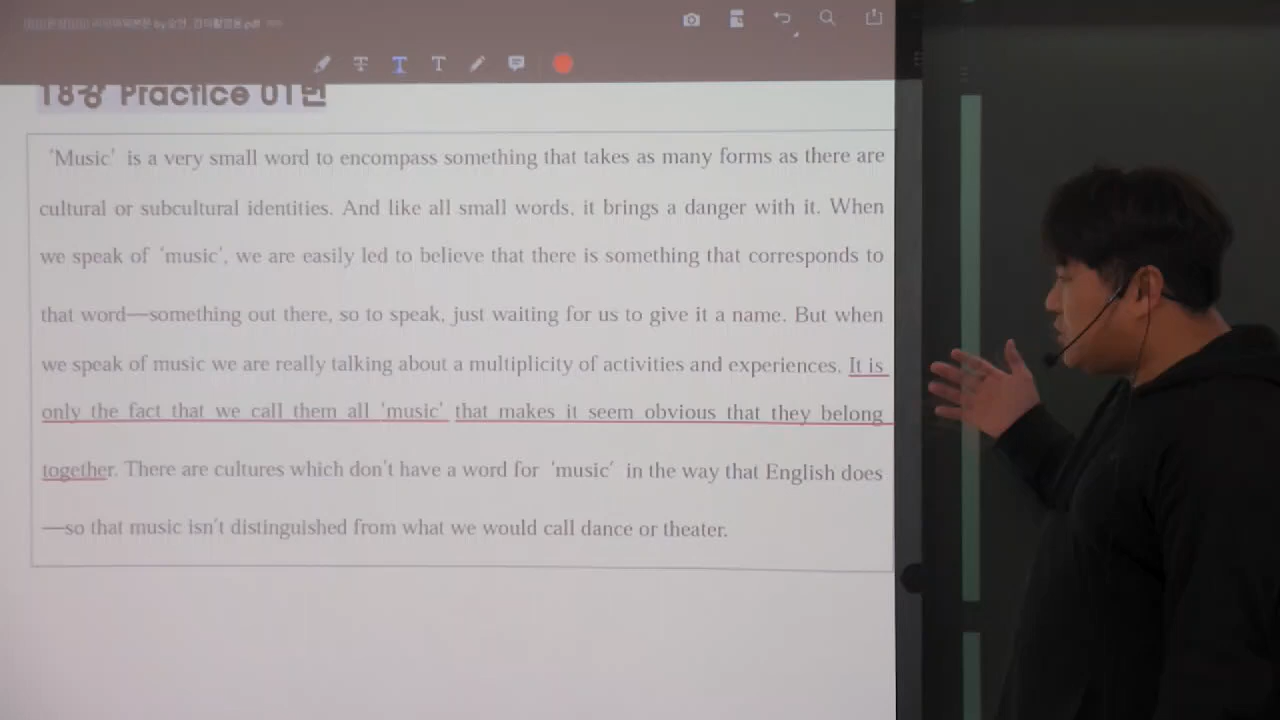 18강 Practice 01번
‘Music’ is a very small word to encompass something that takes as many forms as there are
cultural or subcultural identities. And like all small words, it brings a danger with it. When
we speak of ‘music’, we are easily led to believe that there is something that corresponds to
that word—something out there, so to speak, just waiting for us to give it a name. But when
we speak of music we are really talking about a multiplicity of activities and experiences. It is
only the fact that we call them all ‘music’ that makes it seem obvious that they belong
together. There are cultures which don’t have a word for ‘music’ in the way that English does
—so that music isn’t distinguished from what we would call dance or theater.